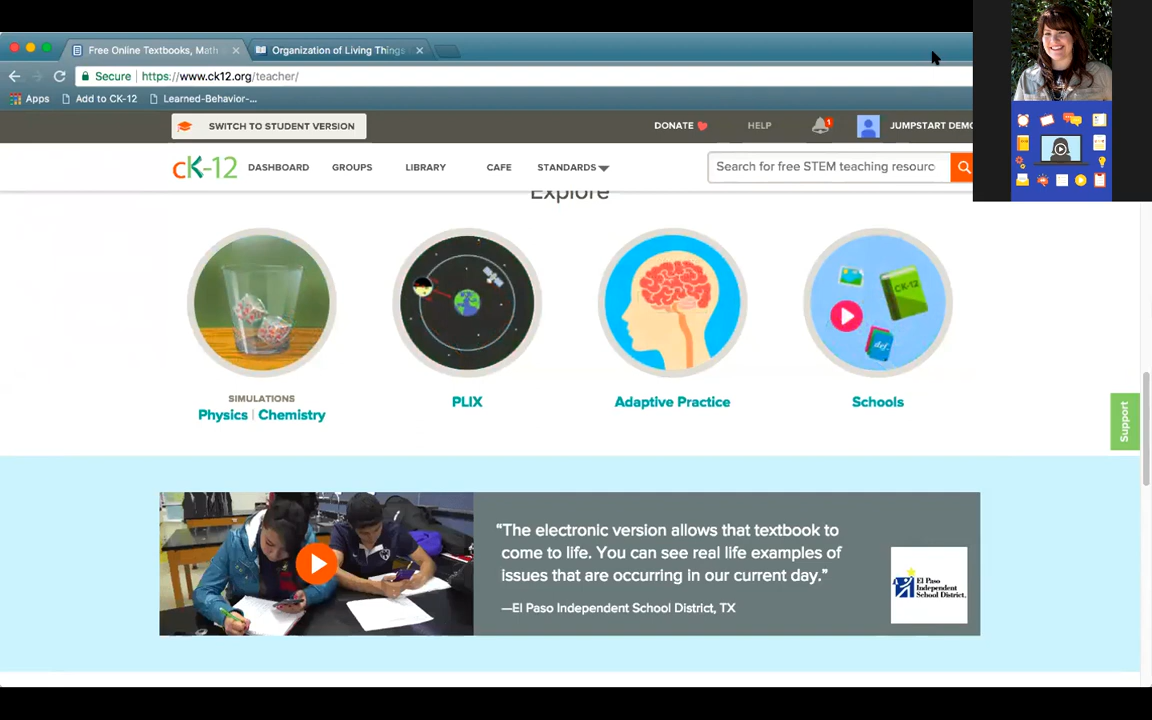 Free Online Textbooks, Math
Organization of Living Things
Secure https://www.ck12.org/teacher/
Apps Add to CK-12 Learned-Behavior-...
SWITCH TO STUDENT VERSION
DONATE HELP 1 JUMPSTART DEMO
cK-12 DASHBOARD GROUPS LIBRARY CAFE STANDARDS Search for free STEM teaching resourc
Explore
CK-12
SIMULATIONS
Physics | Chemistry
PLIX
Adaptive Practice
Schools
Support
“The electronic version allows that textbook to
come to life. You can see real life examples of
issues that are occurring in our current day.”
—El Paso Independent School District, TX
El Paso
Independent
School District.